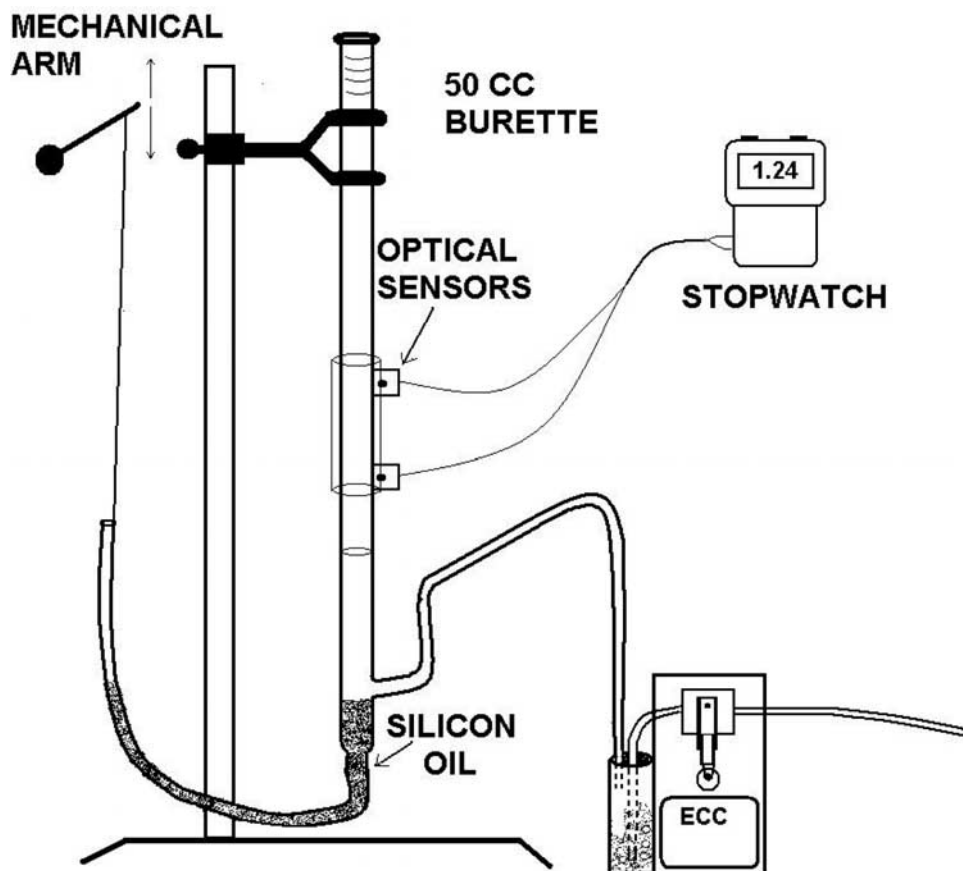 MECHANICAL
ARM
50 CC
BURETTE
1.24
OPTICAL
SENSORS
STOPWATCH
SILICON
OIL
ECC